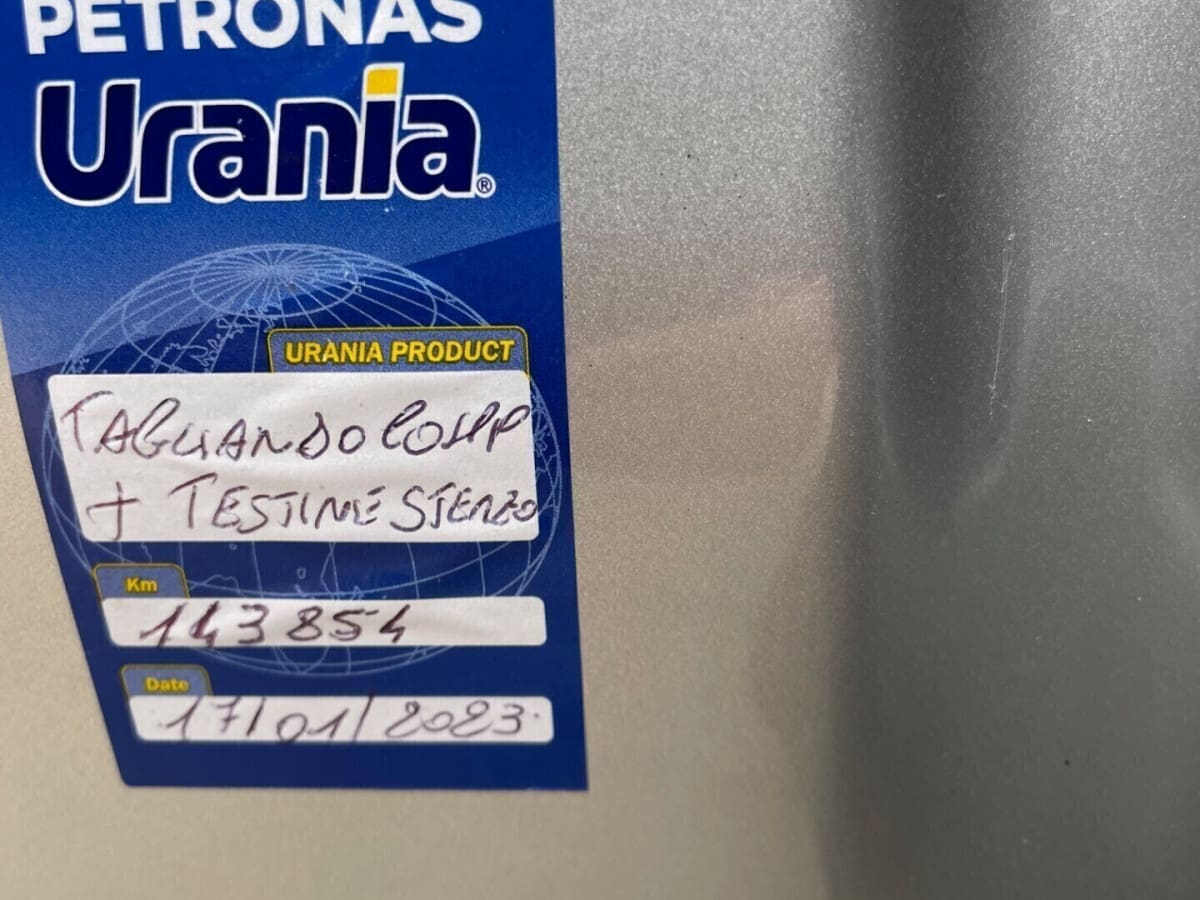 PETRONAS
Urania®
URANIA PRODUCT
TAGLIANDO COMP
+ TESTINE STERZO
Km
143854
Date
17/01/2023